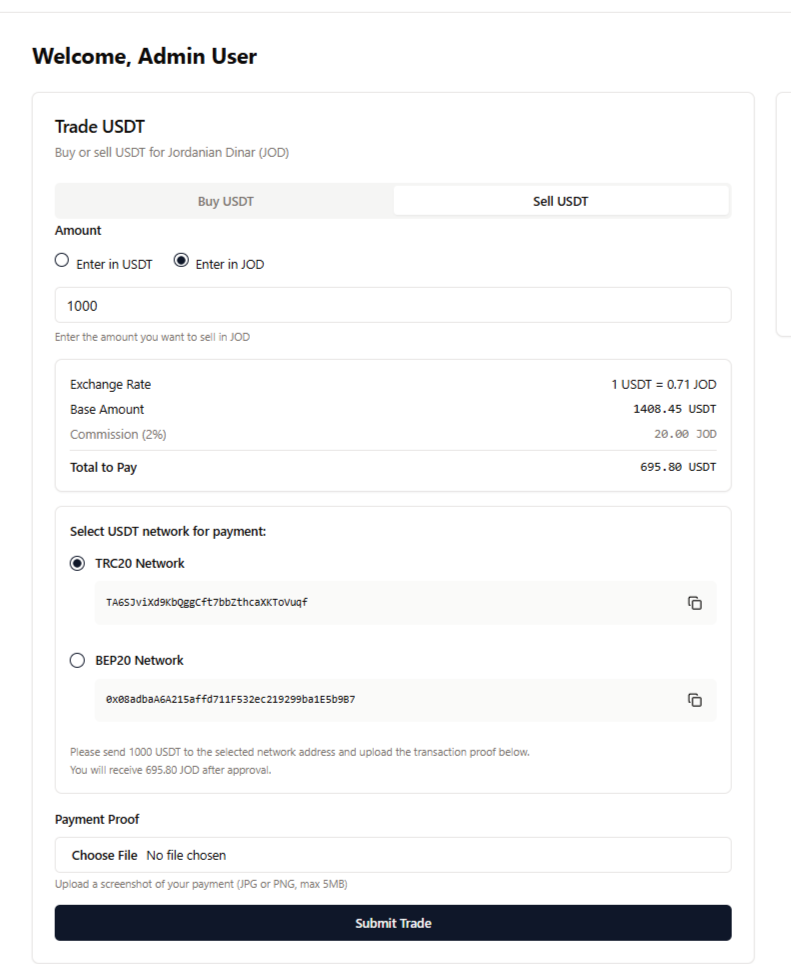 Welcome, Admin User
Trade USDT
Buy or sell USDT for Jordanian Dinar (JOD)
Buy USDT
Sell USDT
Amount
Enter in USDT
Enter in JOD
1000
Enter the amount you want to sell in JOD
Exchange Rate
1 USDT = 0.71 JOD
Base Amount
1408.45 USDT
Commission (2%)
20.00 JOD
Total to Pay
695.80 USDT
Select USDT network for payment:
TRC20 Network
TA6SJviXd9KbQggCft7bbZthcaXKToVuqf
BEP20 Network
0x08adbaA6A215affd711F532ec219299ba1E5b9B7
Please send 1000 USDT to the selected network address and upload the transaction proof below.
You will receive 695.80 JOD after approval.
Payment Proof
Choose File No file chosen
Upload a screenshot of your payment (JPG or PNG, max 5MB)
Submit Trade